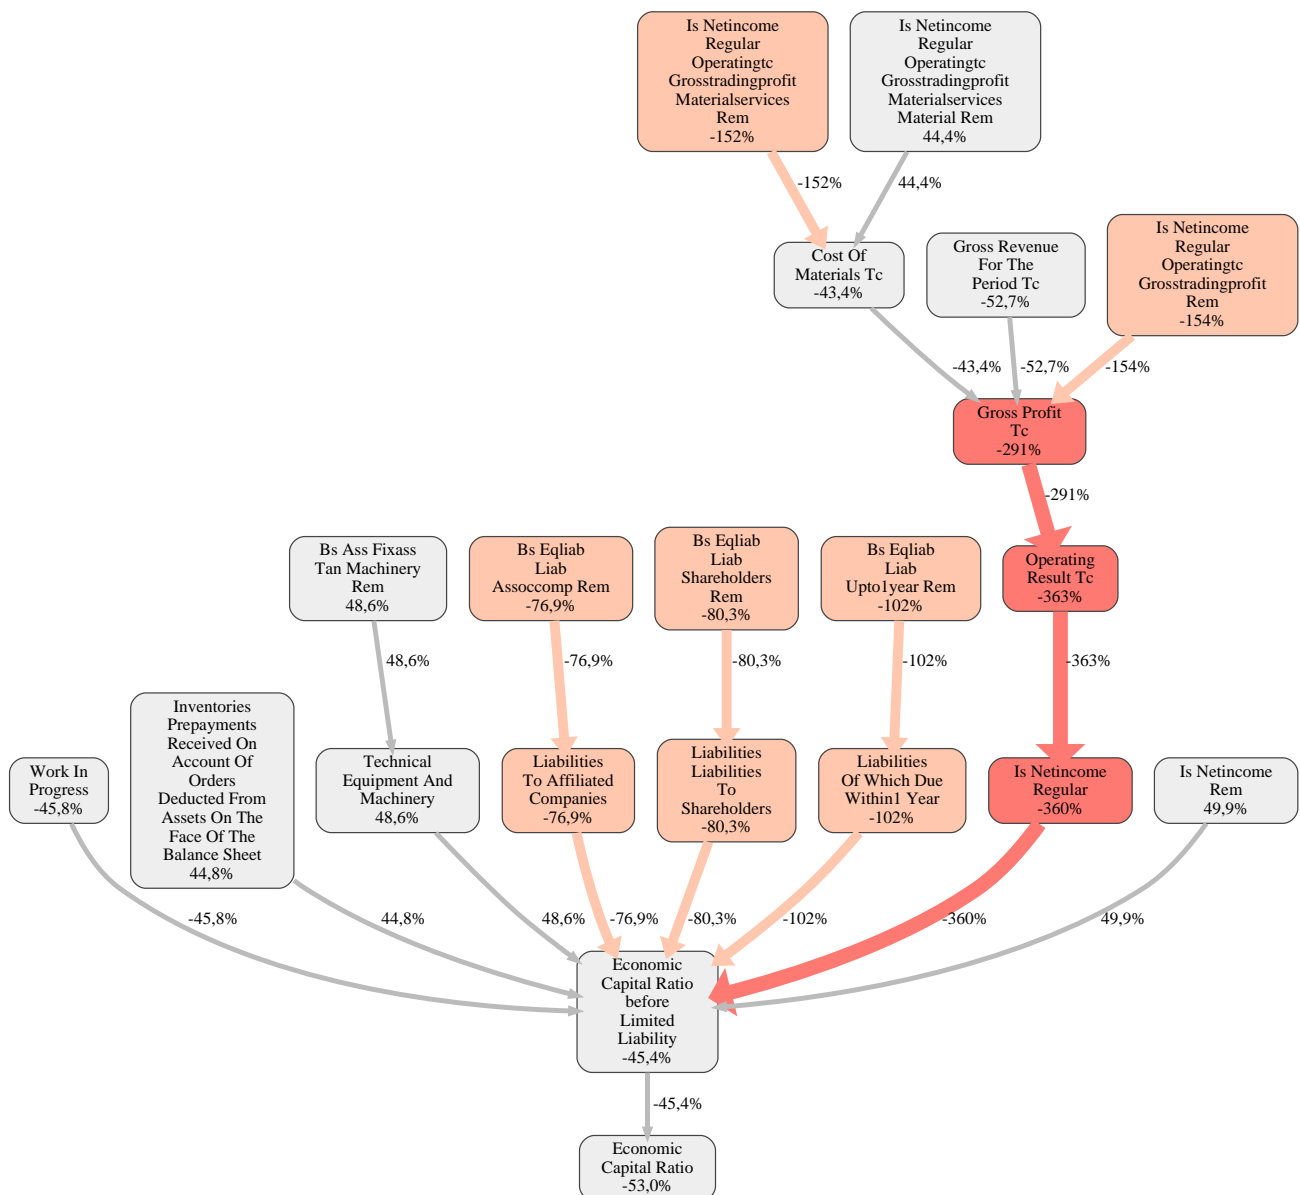 Is Netincome
Regular
Operatingtc
Grosstradingprofit
Materialservices
Rem
-152%
Is Netincome
Regular
Operatingtc
Grosstradingprofit
Materialservices
Material Rem
44,4%
-152%
44,4%
Cost Of
Materials Tc
-43,4%
Gross Revenue
For The
Period Tc
-52,7%
Is Netincome
Regular
Operatingtc
Grosstradingprofit
Rem
-154%
-43,4%
-52,7%
-154%
Gross Profit
Tc
-291%
-291%
Bs Ass Fixass
Tan Machinery
Rem
48,6%
Bs Eqliab
Liab
Assoccomp Rem
-76,9%
Bs Eqliab
Liab
Shareholders
Rem
-80,3%
Bs Eqliab
Liab
Upto1year Rem
-102%
Operating
Result Tc
-363%
48,6%
-76,9%
-80,3%
-102%
-363%
Work In
Progress
-45,8%
Inventories
Prepayments
Received On
Account Of
Orders
Deducted From
Assets On The
Face Of The
Balance Sheet
44,8%
Technical
Equipment And
Machinery
48,6%
Liabilities
To Affiliated
Companies
-76,9%
Liabilities
Liabilities
To
Shareholders
-80,3%
Liabilities
Of Which Due
Within1 Year
-102%
Is Netincome
Regular
-360%
Is Netincome
Rem
49,9%
-45,8%
44,8%
48,6%
-76,9%
-80,3%
-102%
-360%
49,9%
Economic
Capital Ratio
before
Limited
Liability
-45,4%
-45,4%
Economic
Capital Ratio
-53,0%